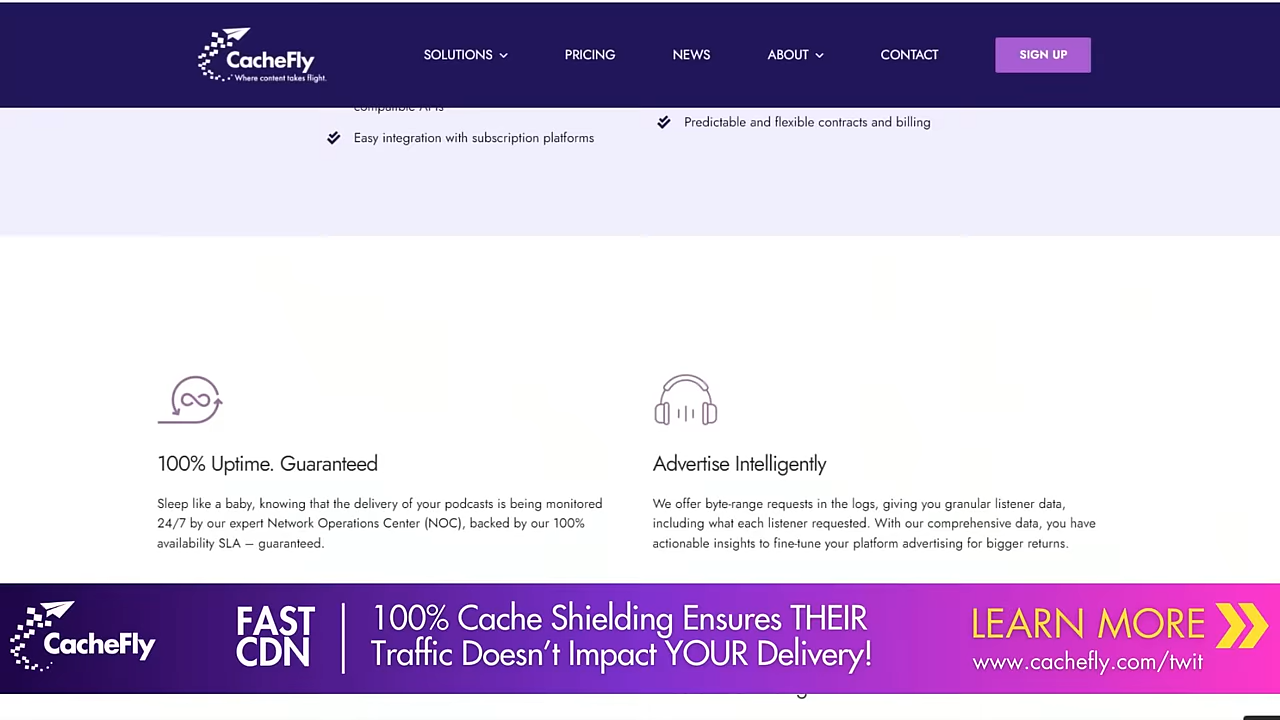 CacheFly
Where content takes flight.
SOLUTIONS
PRICING
NEWS
ABOUT
CONTACT
SIGN UP
compatible APIs
Easy integration with subscription platforms
Predictable and flexible contracts and billing
100% Uptime. Guaranteed
Sleep like a baby, knowing that the delivery of your podcasts is being monitored
24/7 by our expert Network Operations Center (NOC), backed by our 100%
availability SLA – guaranteed.
Advertise Intelligently
We offer byte-range requests in the logs, giving you granular listener data,
including what each listener requested. With our comprehensive data, you have
actionable insights to fine-tune your platform advertising for bigger returns.
CacheFly
FAST
CDN
100% Cache Shielding Ensures THEIR
Traffic Doesn't Impact YOUR Delivery!
LEARN MORE
www.cachefly.com/twit